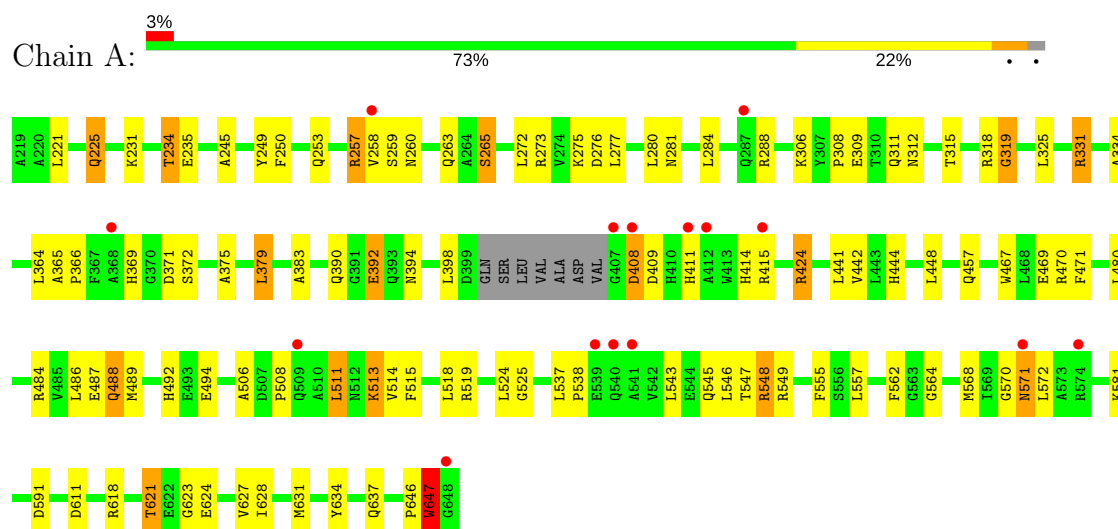 3%
Chain A:
73% 22% • •
A219 A220 L221 Q225 K231 T234 E235 A245 Y249 F250 Q253 R257 V258 S259 N260 Q263 A264 S265 L272 R273 V274 K275 D276 L277 L280 N281 L284 Q287 R288 K306 Y307 P308 E309 T310 Q311 N312 T315 R318 G319 L325 R331 A334
L364 A365 P366 F367 A368 H369 G370 D371 S372 A375 L379 A383 Q390 G391 E392 Q393 N394 L398 D399 GLN SER LEU VAL ALA ASP VAL G407 D408 D409 H410 H411 A412 W413 H414 R415 R424 L441 V442 L443 H444 L448 Q457 W467 L468 E469 R470 F471 L480
R484 V485 L486 E487 Q488 M489 H492 E493 E494 A506 D507 P508 Q509 A510 L511 N512 K513 V514 F515 L518 R519 L524 G525 L537 P538 E539 Q540 A541 V542 L543 E544 Q545 L546 T547 R548 R549 F555 S556 L557 F562 G563 G564 M568 I569 G570 N571 L572 A573 R574 K581
D591 D611 R618 T621 E622 G623 E624 V627 I628 M631 Y634 Q637 P646 W647 G648